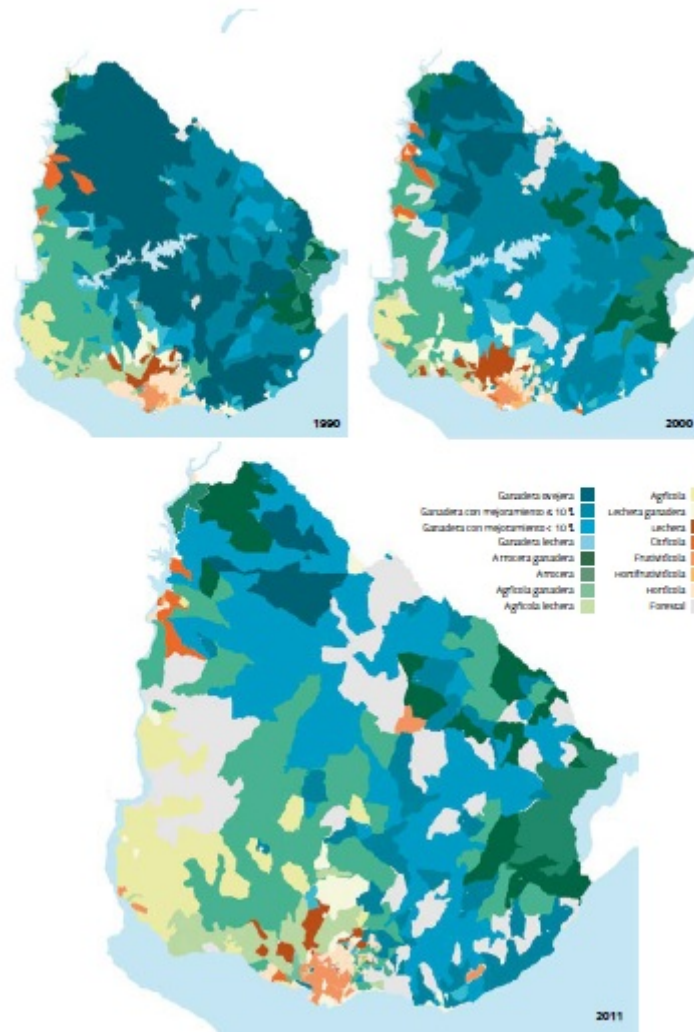 1990
2000
Ganadera ovejera
Ganadera con mejoramiento ≤ 10%
Ganadera con mejoramiento < 10%
Ganadera lechera
Arrocera ganadera
Arrocera
Agrícola ganadera
Agrícola lechera
Agrícola
Lechera ganadera
Lechera
Citrícola
Frutivitícola
Hortifrutivitícola
Hortícola
Forestal
2011